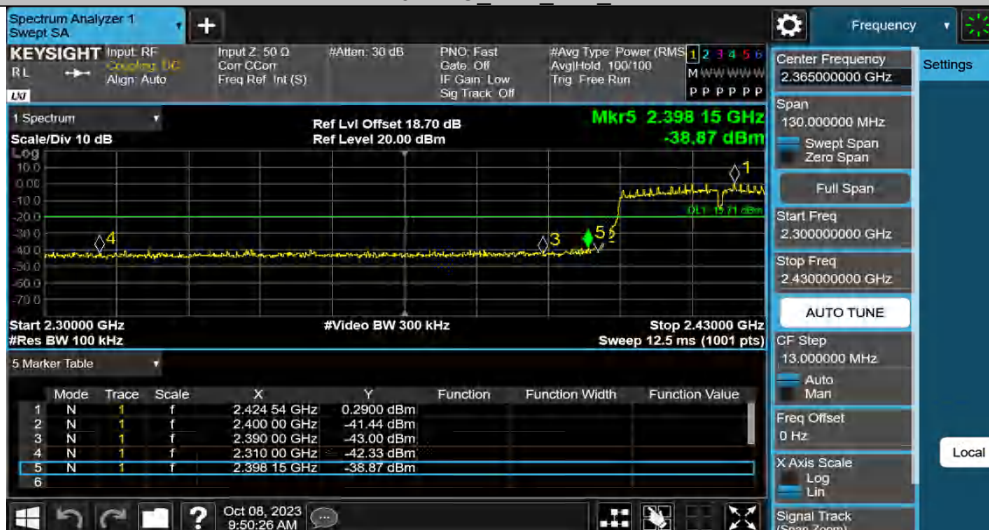 Spectrum Analyzer 1
Swept SA
+
Frequency
KEYSIGHT
RL
LXI
Input: RF
Coupling: DC
Align: Auto
Input Z: 50 Ω
Corr CCorr
Freq Ref: Int (S)
#Atten: 30 dB
PNO: Fast
Gate: Off
IF Gain: Low
Sig Track: Off
#Avg Type: Power (RMS
Avg|Hold: 100/100
Trig: Free Run
1 2 3 4 5 6
M W W W W W
P P P P P P
Settings
Center Frequency
2.365000000 GHz
Span
130.000000 MHz
Swept Span
Zero Span
Full Span
Start Freq
2.300000000 GHz
Stop Freq
2.430000000 GHz
AUTO TUNE
CF Step
13.000000 MHz
Auto
Man
Freq Offset
0 Hz
X Axis Scale
Log
Lin
Signal Track
(Span Zoom)
Local
1 Spectrum
Scale/Div 10 dB
Ref Lvl Offset 18.70 dB
Ref Level 20.00 dBm
Mkr5 2.398 15 GHz
-38.87 dBm
Log
10.0
0.00
-10.0
-20.0
-30.0
-40.0
-50.0
-60.0
-70.0
1
4
3
5
Start 2.30000 GHz
#Res BW 100 kHz
#Video BW 300 kHz
Stop 2.43000 GHz
Sweep 12.5 ms (1001 pts)
5 Marker Table
Mode Trace Scale X Y Function Function Width Function Value
1 N 1 f 2.424 54 GHz 0.2900 dBm
2 N 1 f 2.400 00 GHz -41.44 dBm
3 N 1 f 2.390 00 GHz -43.00 dBm
4 N 1 f 2.310 00 GHz -42.33 dBm
5 N 1 f 2.398 15 GHz -38.87 dBm
6
?
Oct 08, 2023
9:50:26 AM